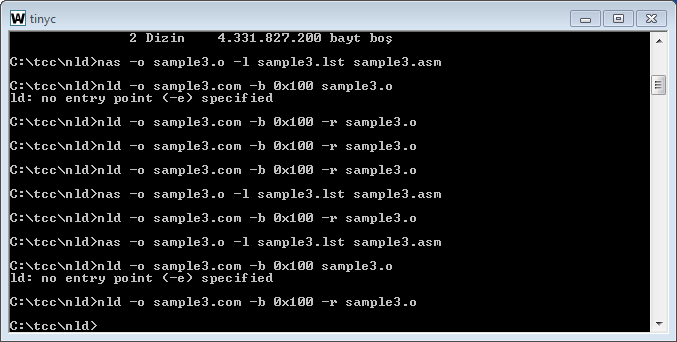 tinyc
2 Dizin    4.331.827.200 bayt boş
C:\tcc\nld>nas -o sample3.o -l sample3.lst sample3.asm
C:\tcc\nld>nld -o sample3.com -b 0x100 sample3.o
ld: no entry point (-e) specified
C:\tcc\nld>nld -o sample3.com -b 0x100 -r sample3.o
C:\tcc\nld>nld -o sample3.com -b 0x100 -r sample3.o
C:\tcc\nld>nld -o sample3.com -b 0x100 -r sample3.o
C:\tcc\nld>nas -o sample3.o -l sample3.lst sample3.asm
C:\tcc\nld>nld -o sample3.com -b 0x100 -r sample3.o
C:\tcc\nld>nas -o sample3.o -l sample3.lst sample3.asm
C:\tcc\nld>nld -o sample3.com -b 0x100 sample3.o
ld: no entry point (-e) specified
C:\tcc\nld>nld -o sample3.com -b 0x100 -r sample3.o
C:\tcc\nld>